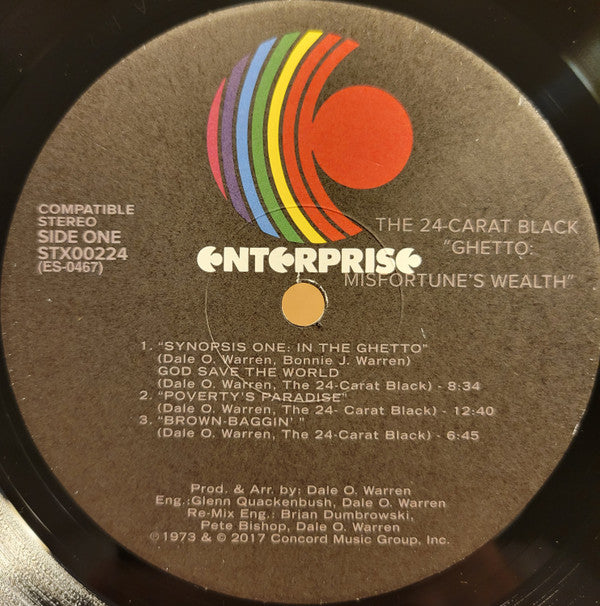 COMPATIBLE
STEREO
SIDE ONE
STX00224
(ES-0467)
THE 24-CARAT BLACK
"GHETTO:
MISFORTUNE'S WEALTH"
ENTERPRISE
1. "SYNOPSIS ONE: IN THE GHETTO"
(Dale O. Warren, Bonnie J. Warren)
GOD SAVE THE WORLD
(Dale O. Warren, The 24-Carat Black) - 8:34
2. "POVERTY'S PARADISE"
(Dale O. Warren, The 24- Carat Black) - 12:40
3. "BROWN-BAGGIN' "
(Dale O. Warren, The 24-Carat Black) - 6:45
Prod. & Arr. by: Dale O. Warren
Eng.:Glenn Quackenbush, Dale O. Warren
Re-Mix Eng.: Brian Dumbrowski,
Pete Bishop, Dale O. Warren
℗1973 & © 2017 Concord Music Group, Inc.